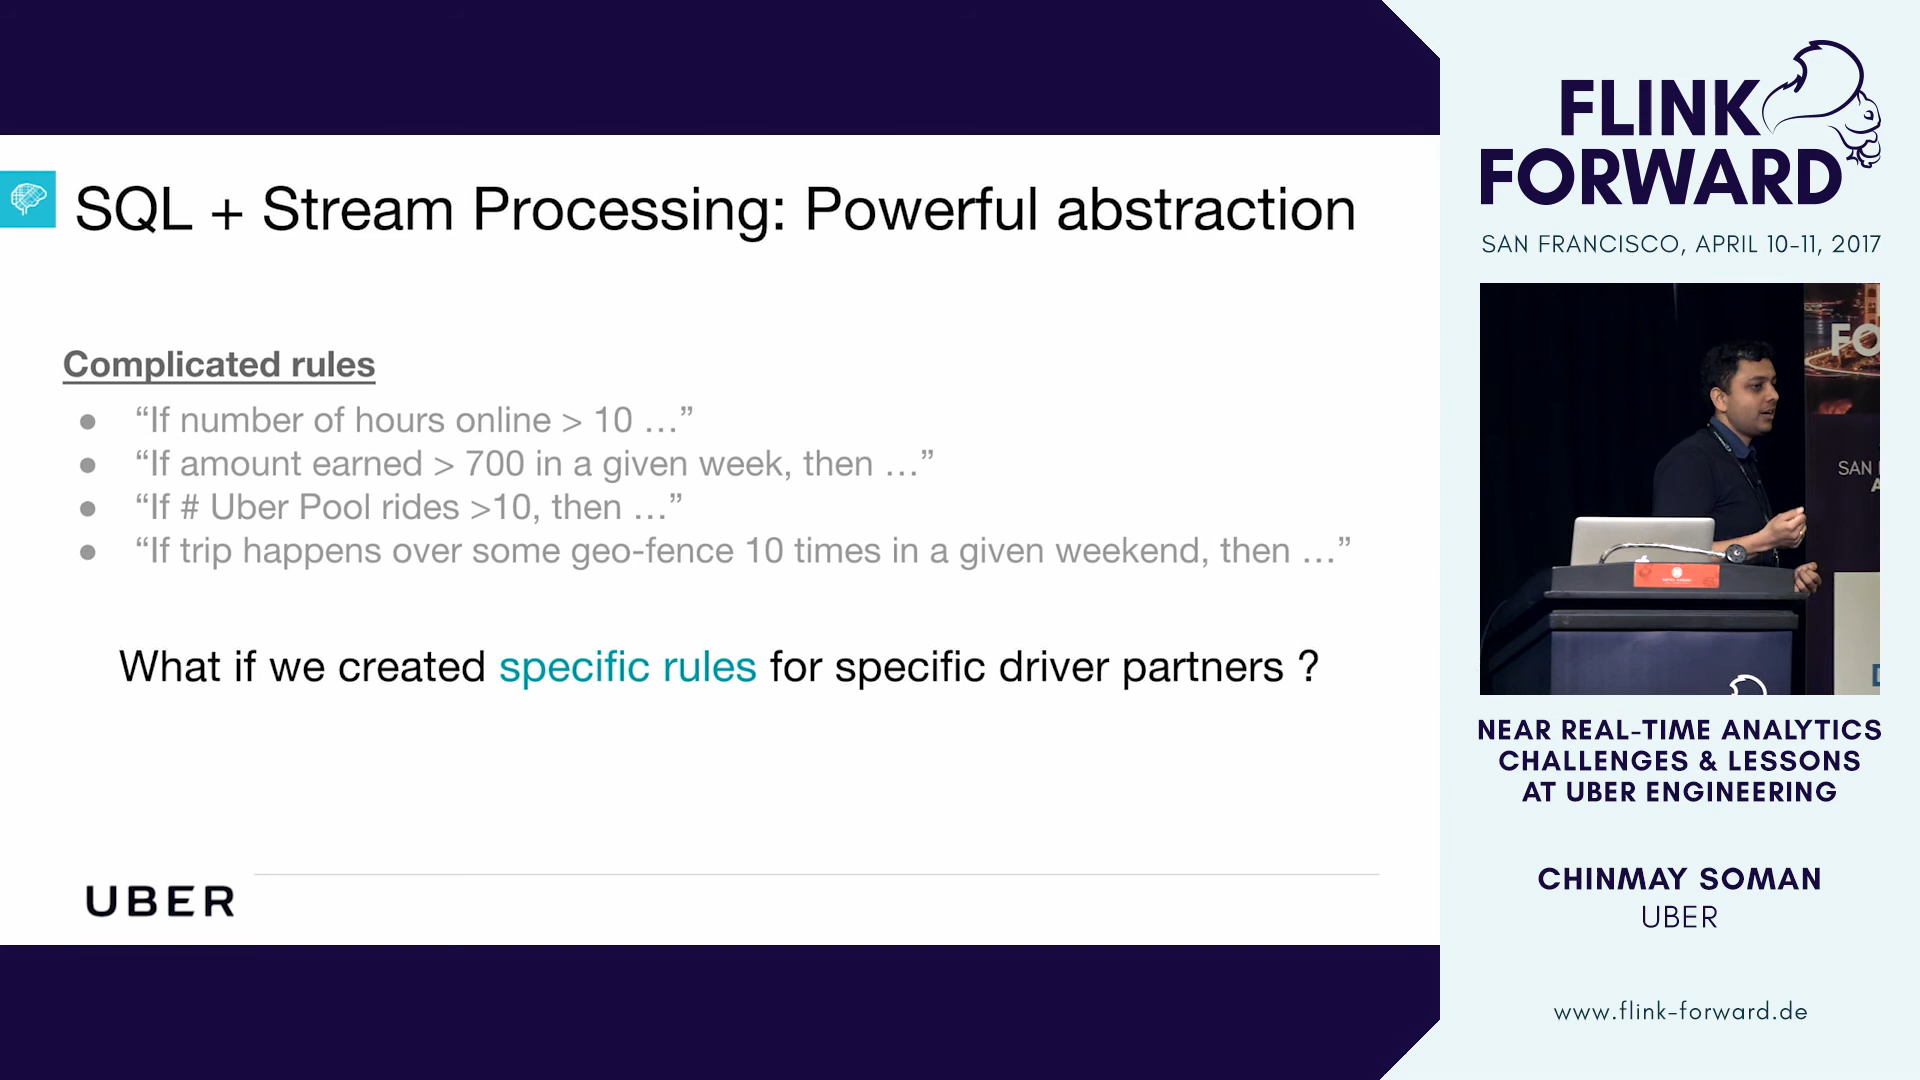 SQL + Stream Processing: Powerful abstraction
Complicated rules
● “If number of hours online > 10 …”
● “If amount earned > 700 in a given week, then …”
● “If # Uber Pool rides >10, then …”
● “If trip happens over some geo-fence 10 times in a given weekend, then …”
What if we created specific rules for specific driver partners ?
UBER
FLINK
FORWARD
SAN FRANCISCO, APRIL 10-11, 2017
FO
SAN
NEAR REAL-TIME ANALYTICS
CHALLENGES & LESSONS
AT UBER ENGINEERING
CHINMAY SOMAN
UBER
www.flink-forward.de